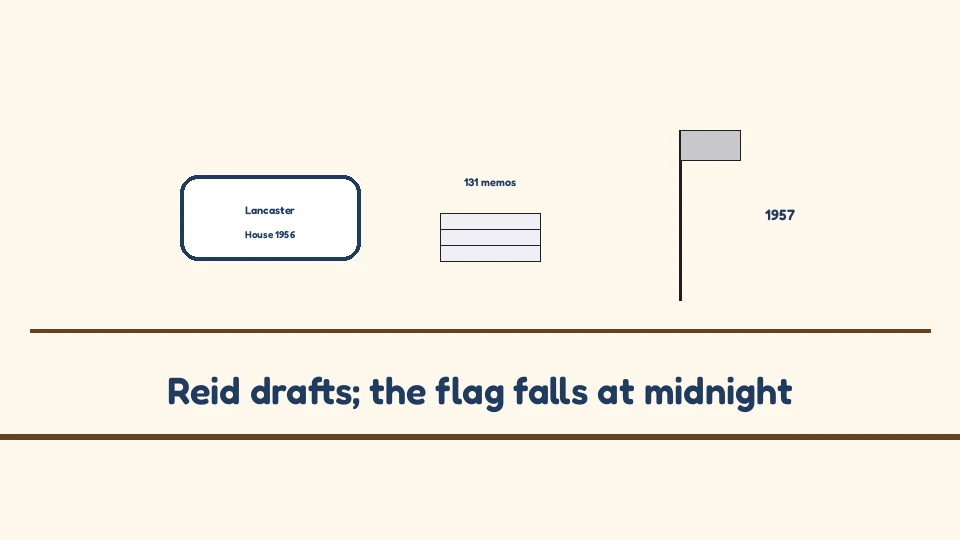 Lancaster
House 1956
131 memos
1957
Reid drafts; the flag falls at midnight